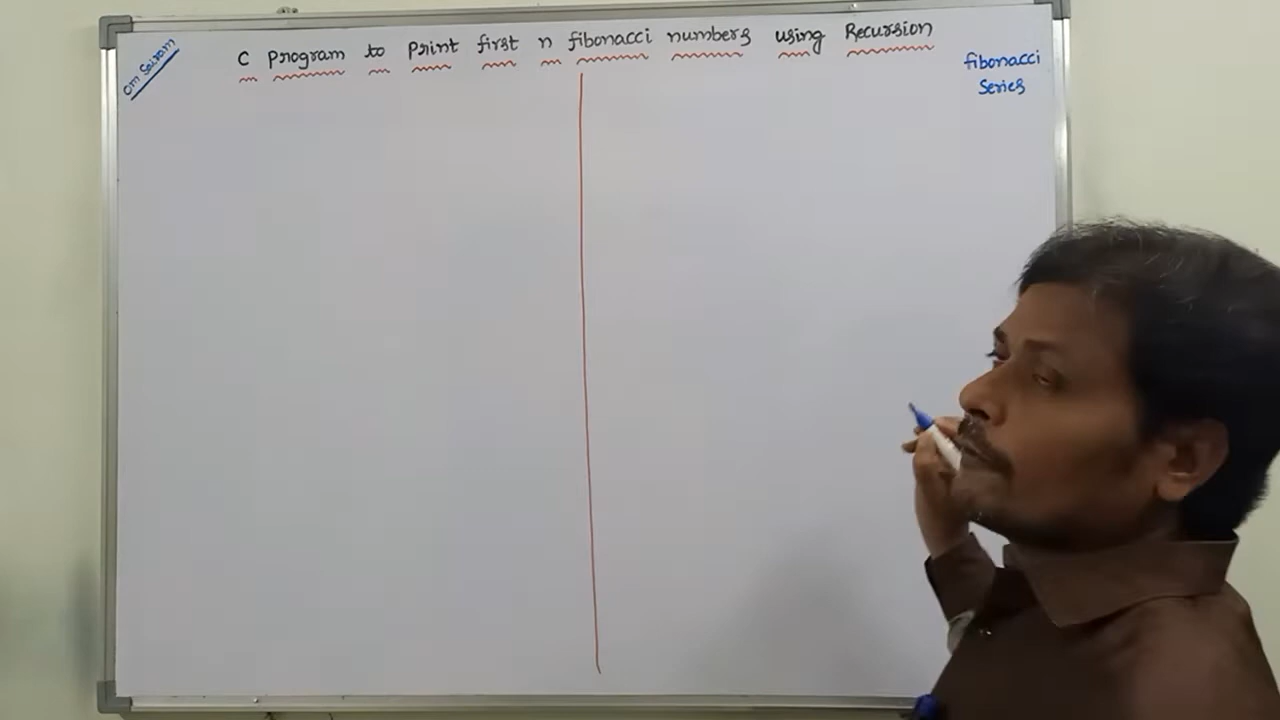 Om Sairam
C Program to Print first n fibonacci numbers using Recursion
fibonacci
Series